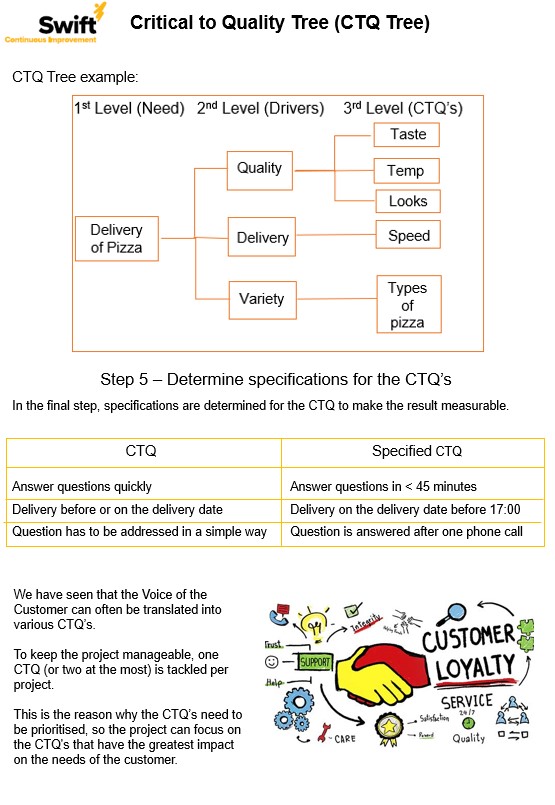 Swift
Continuous Improvement
Critical to Quality Tree (CTQ Tree)
CTQ Tree example:
1st Level (Need) 2nd Level (Drivers) 3rd Level (CTQ's)
Taste
Quality
Temp
Looks
Delivery
of Pizza
Delivery
Speed
Variety
Types
of
pizza
Step 5 – Determine specifications for the CTQ's
In the final step, specifications are determined for the CTQ to make the result measurable.
CTQ Specified CTQ
Answer questions quickly Answer questions in < 45 minutes
Delivery before or on the delivery date Delivery on the delivery date before 17:00
Question has to be addressed in a simple way Question is answered after one phone call
We have seen that the Voice of the
Customer can often be translated into
various CTQ's.
To keep the project manageable, one
CTQ (or two at the most) is tackled per
project.
This is the reason why the CTQ's need to
be prioritised, so the project can focus on
the CTQ's that have the greatest impact
on the needs of the customer.
Integrity
Trust
SUPPORT
Help
CUSTOMER
LOYALTY
SERVICE
24/7
Satisfaction
Quality
CARE